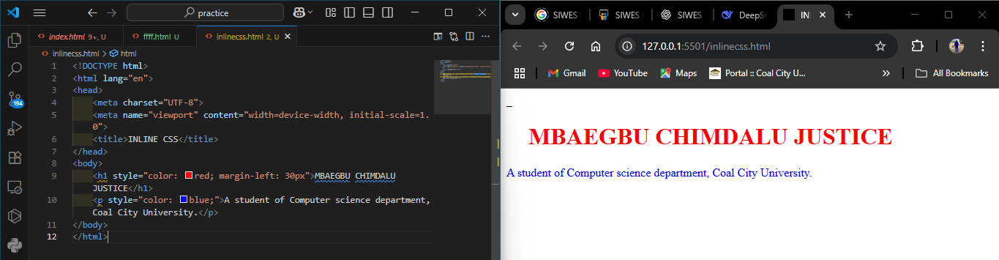 practice
index.html 9+, U
ffff.html U
inlinecss.html 2, U
inlinecss.html > html
1 <!DOCTYPE html>
2 <html lang="en">
3 <head>
4 <meta charset="UTF-8">
5 <meta name="viewport" content="width=device-width, initial-scale=1.
0">
6 <title>INLINE CSS</title>
7 </head>
8 <body>
9 <h1 style="color: red; margin-left: 30px">MBAEGBU CHIMDALU
JUSTICE</h1>
10 <p style="color: blue;">A student of Computer science department,
Coal City University.</p>
11 </body>
12 </html>
194
SIWES
SIWES
SIWES
DeepSe
INL
127.0.0.1:5501/inlinecss.html
Gmail
YouTube
Maps
Portal :: Coal City U...
»
All Bookmarks
_
MBAEGBU CHIMDALU JUSTICE
A student of Computer science department, Coal City University.